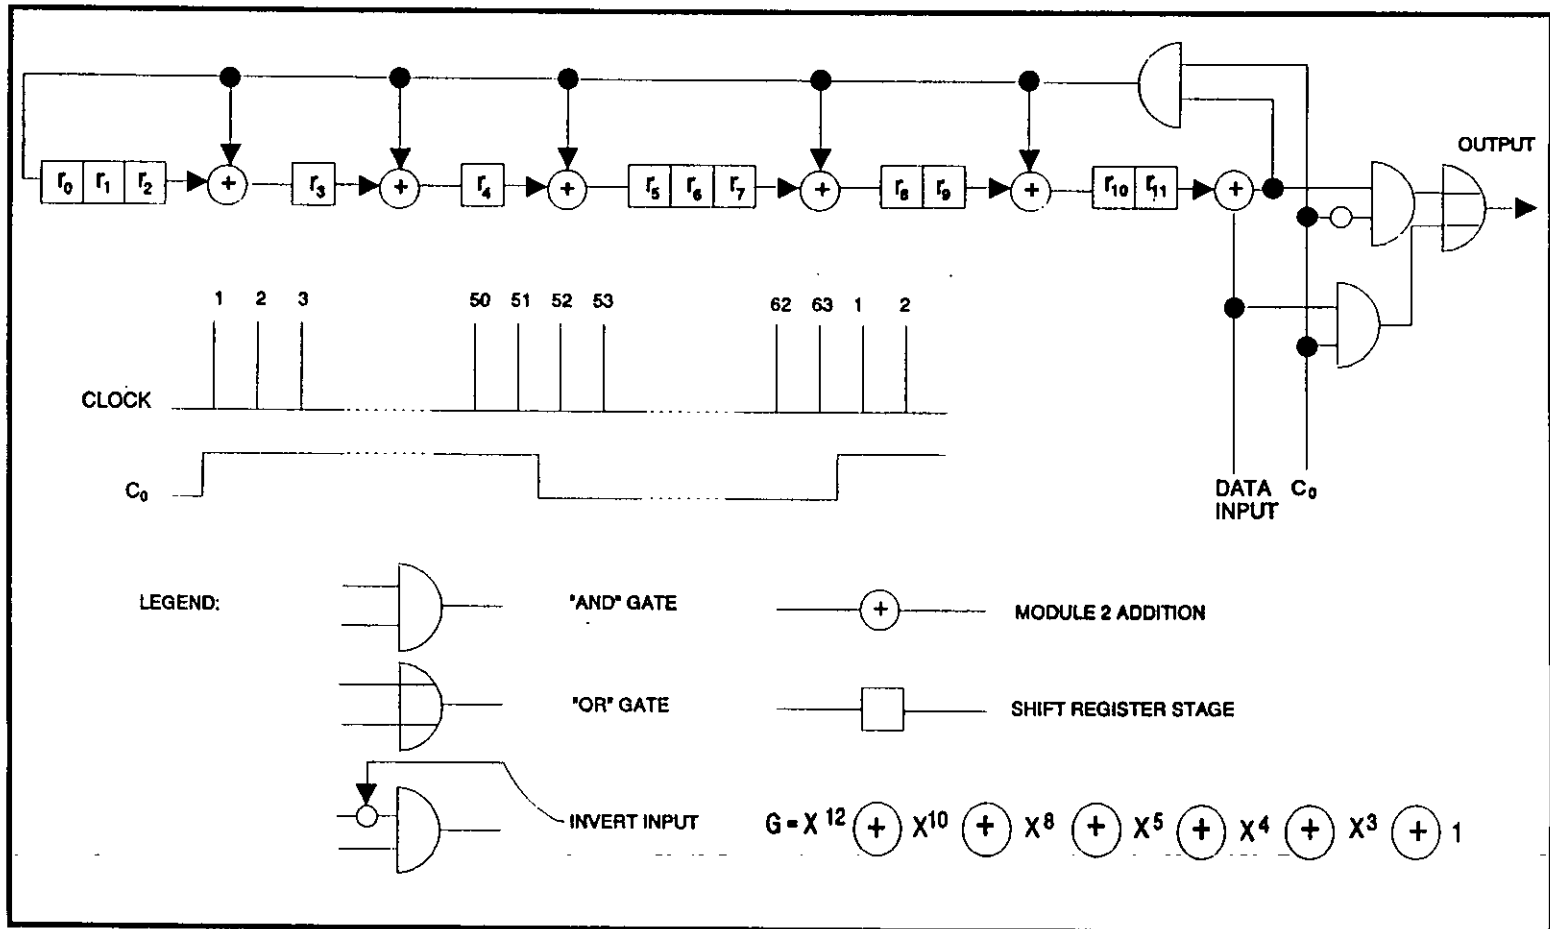 OUTPUT
r0 r1 r2 + r3 + r4 + r5 r6 r7 + r8 r9 + r10 r11 +
1 2 3 50 51 52 53 62 63 1 2
CLOCK
C0
DATA INPUT C0
LEGEND:
"AND" GATE
+ MODULE 2 ADDITION
"OR" GATE
SHIFT REGISTER STAGE
INVERT INPUT
G = X12 + X10 + X8 + X5 + X4 + X3 + 1